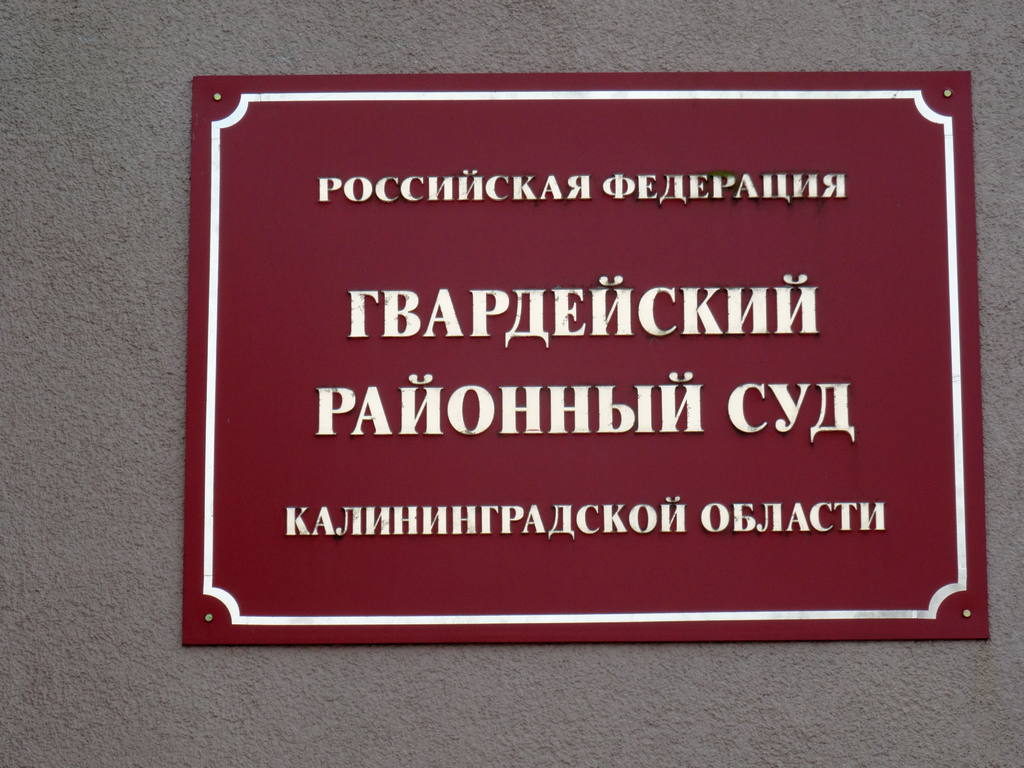 РОССИЙСКАЯ ФЕДЕРАЦИЯ
ГВАРДЕЙСКИЙ
РАЙОННЫЙ СУД
КАЛИНИНГРАДСКОЙ ОБЛАСТИ